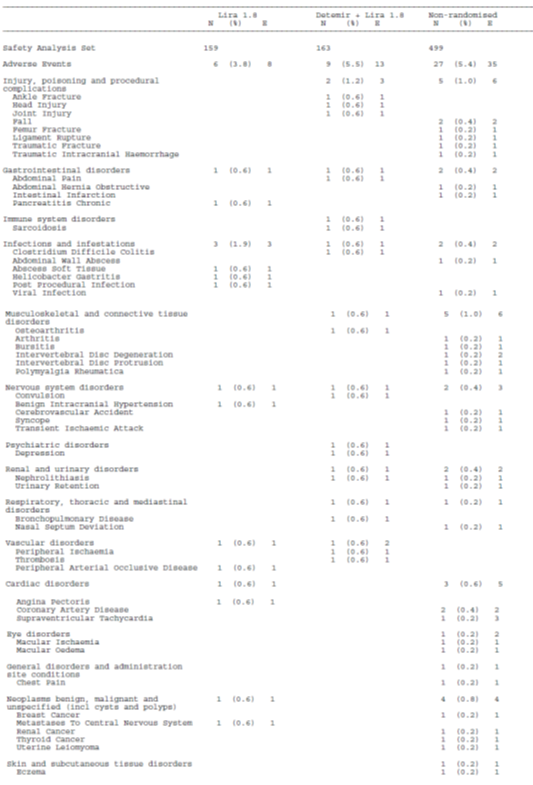 Lira 1.8 Detemir + Lira 1.8 Non-randomised
N (%) E N (%) E N (%) E
Safety Analysis Set 159 163 499
Adverse Events 6 (3.8) 8 9 (5.5) 13 27 (5.4) 35
Injury, poisoning and procedural 2 (1.2) 3 5 (1.0) 6
complications
Ankle Fracture 1 (0.6) 1
Head Injury 1 (0.6) 1
Joint Injury 1 (0.6) 1
Fall 2 (0.4) 2
Femur Fracture 1 (0.2) 1
Ligament Rupture 1 (0.2) 1
Traumatic Fracture 1 (0.2) 1
Traumatic Intracranial Haemorrhage 1 (0.2) 1
Gastrointestinal disorders 1 (0.6) 1 1 (0.6) 1 2 (0.4) 2
Abdominal Pain 1 (0.6) 1
Abdominal Hernia Obstructive 1 (0.2) 1
Intestinal Infarction 1 (0.2) 1
Pancreatitis Chronic 1 (0.6) 1
Immune system disorders 1 (0.6) 1
Sarcoidosis 1 (0.6) 1
Infections and infestations 3 (1.9) 3 1 (0.6) 1 2 (0.4) 2
Clostridium Difficile Colitis 1 (0.6) 1
Abdominal Wall Abscess 1 (0.2) 1
Abscess Soft Tissue 1 (0.6) 1
Helicobacter Gastritis 1 (0.6) 1
Post Procedural Infection 1 (0.6) 1
Viral Infection 1 (0.2) 1
Musculoskeletal and connective tissue 1 (0.6) 1 5 (1.0) 6
disorders
Osteoarthritis 1 (0.6) 1
Arthritis 1 (0.2) 1
Bursitis 1 (0.2) 1
Intervertebral Disc Degeneration 1 (0.2) 2
Intervertebral Disc Protrusion 1 (0.2) 1
Polymyalgia Rheumatica 1 (0.2) 1
Nervous system disorders 1 (0.6) 1 1 (0.6) 1 2 (0.4) 3
Convulsion 1 (0.6) 1
Benign Intracranial Hypertension 1 (0.6) 1
Cerebrovascular Accident 1 (0.2) 1
Syncope 1 (0.2) 1
Transient Ischaemic Attack 1 (0.2) 1
Psychiatric disorders 1 (0.6) 1
Depression 1 (0.6) 1
Renal and urinary disorders 1 (0.6) 1 2 (0.4) 2
Nephrolithiasis 1 (0.6) 1 1 (0.2) 1
Urinary Retention 1 (0.2) 1
Respiratory, thoracic and mediastinal 1 (0.6) 1 1 (0.2) 1
disorders
Bronchopulmonary Disease 1 (0.6) 1
Nasal Septum Deviation 1 (0.2) 1
Vascular disorders 1 (0.6) 1 1 (0.6) 2
Peripheral Ischaemia 1 (0.6) 1
Thrombosis 1 (0.6) 1
Peripheral Arterial Occlusive Disease 1 (0.6) 1
Cardiac disorders 1 (0.6) 1 3 (0.6) 5
Angina Pectoris 1 (0.6) 1
Coronary Artery Disease 2 (0.4) 2
Supraventricular Tachycardia 1 (0.2) 3
Eye disorders 1 (0.2) 2
Macular Ischaemia 1 (0.2) 1
Macular Oedema 1 (0.2) 1
General disorders and administration 1 (0.2) 1
site conditions
Chest Pain 1 (0.2) 1
Neoplasms benign, malignant and 1 (0.6) 1 4 (0.8) 4
unspecified (incl cysts and polyps)
Breast Cancer 1 (0.2) 1
Metastases To Central Nervous System 1 (0.6) 1
Renal Cancer 1 (0.2) 1
Thyroid Cancer 1 (0.2) 1
Uterine Leiomyoma 1 (0.2) 1
Skin and subcutaneous tissue disorders 1 (0.2) 1
Eczema 1 (0.2) 1